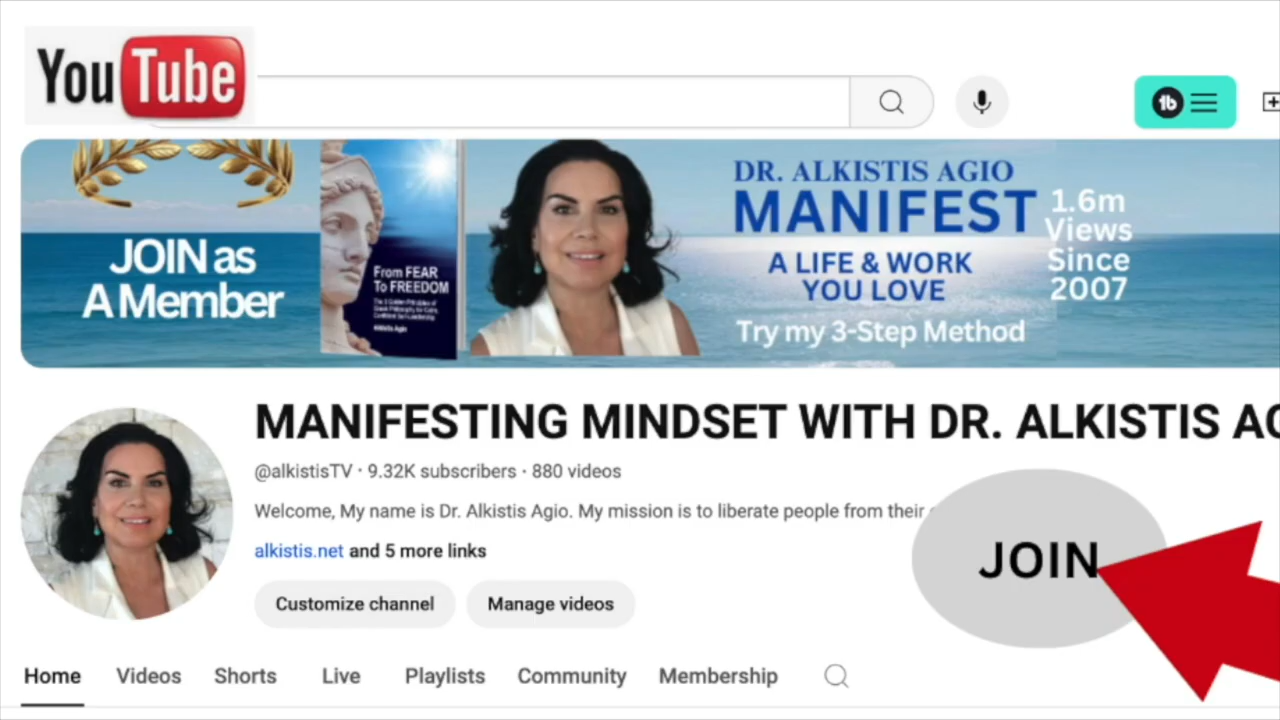 YouTube
JOIN as
A Member
From FEAR
To FREEDOM
DR. ALKISTIS AGIO
MANIFEST
A LIFE & WORK
YOU LOVE
Try my 3-Step Method
1.6m
Views
Since
2007
MANIFESTING MINDSET WITH DR. ALKISTIS
@alkistisTV · 9.32K subscribers · 880 videos
Welcome, My name is Dr. Alkistis Agio. My mission is to liberate people from their
alkistis.net and 5 more links
JOIN
Customize channel
Manage videos
Home
Videos
Shorts
Live
Playlists
Community
Membership